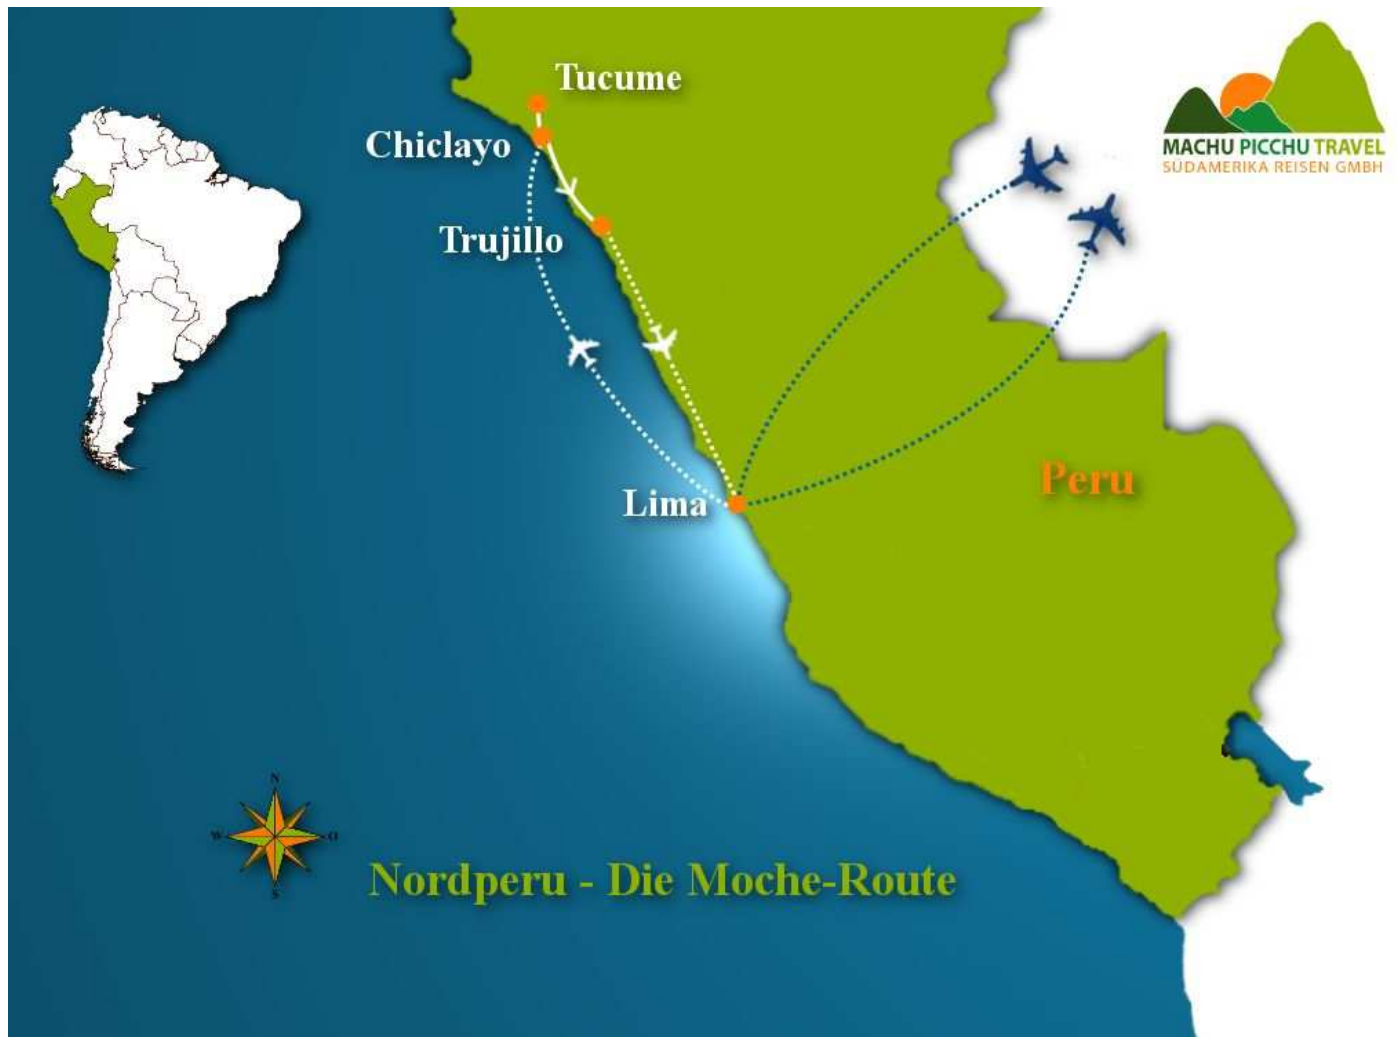 Tucume
MACHU PICCHU TRAVEL
SÜDAMERIKA REISEN GMBH
Chiclayo
Trujillo
Peru
Lima
N
W
O
S
Nordperu - Die Moche-Route